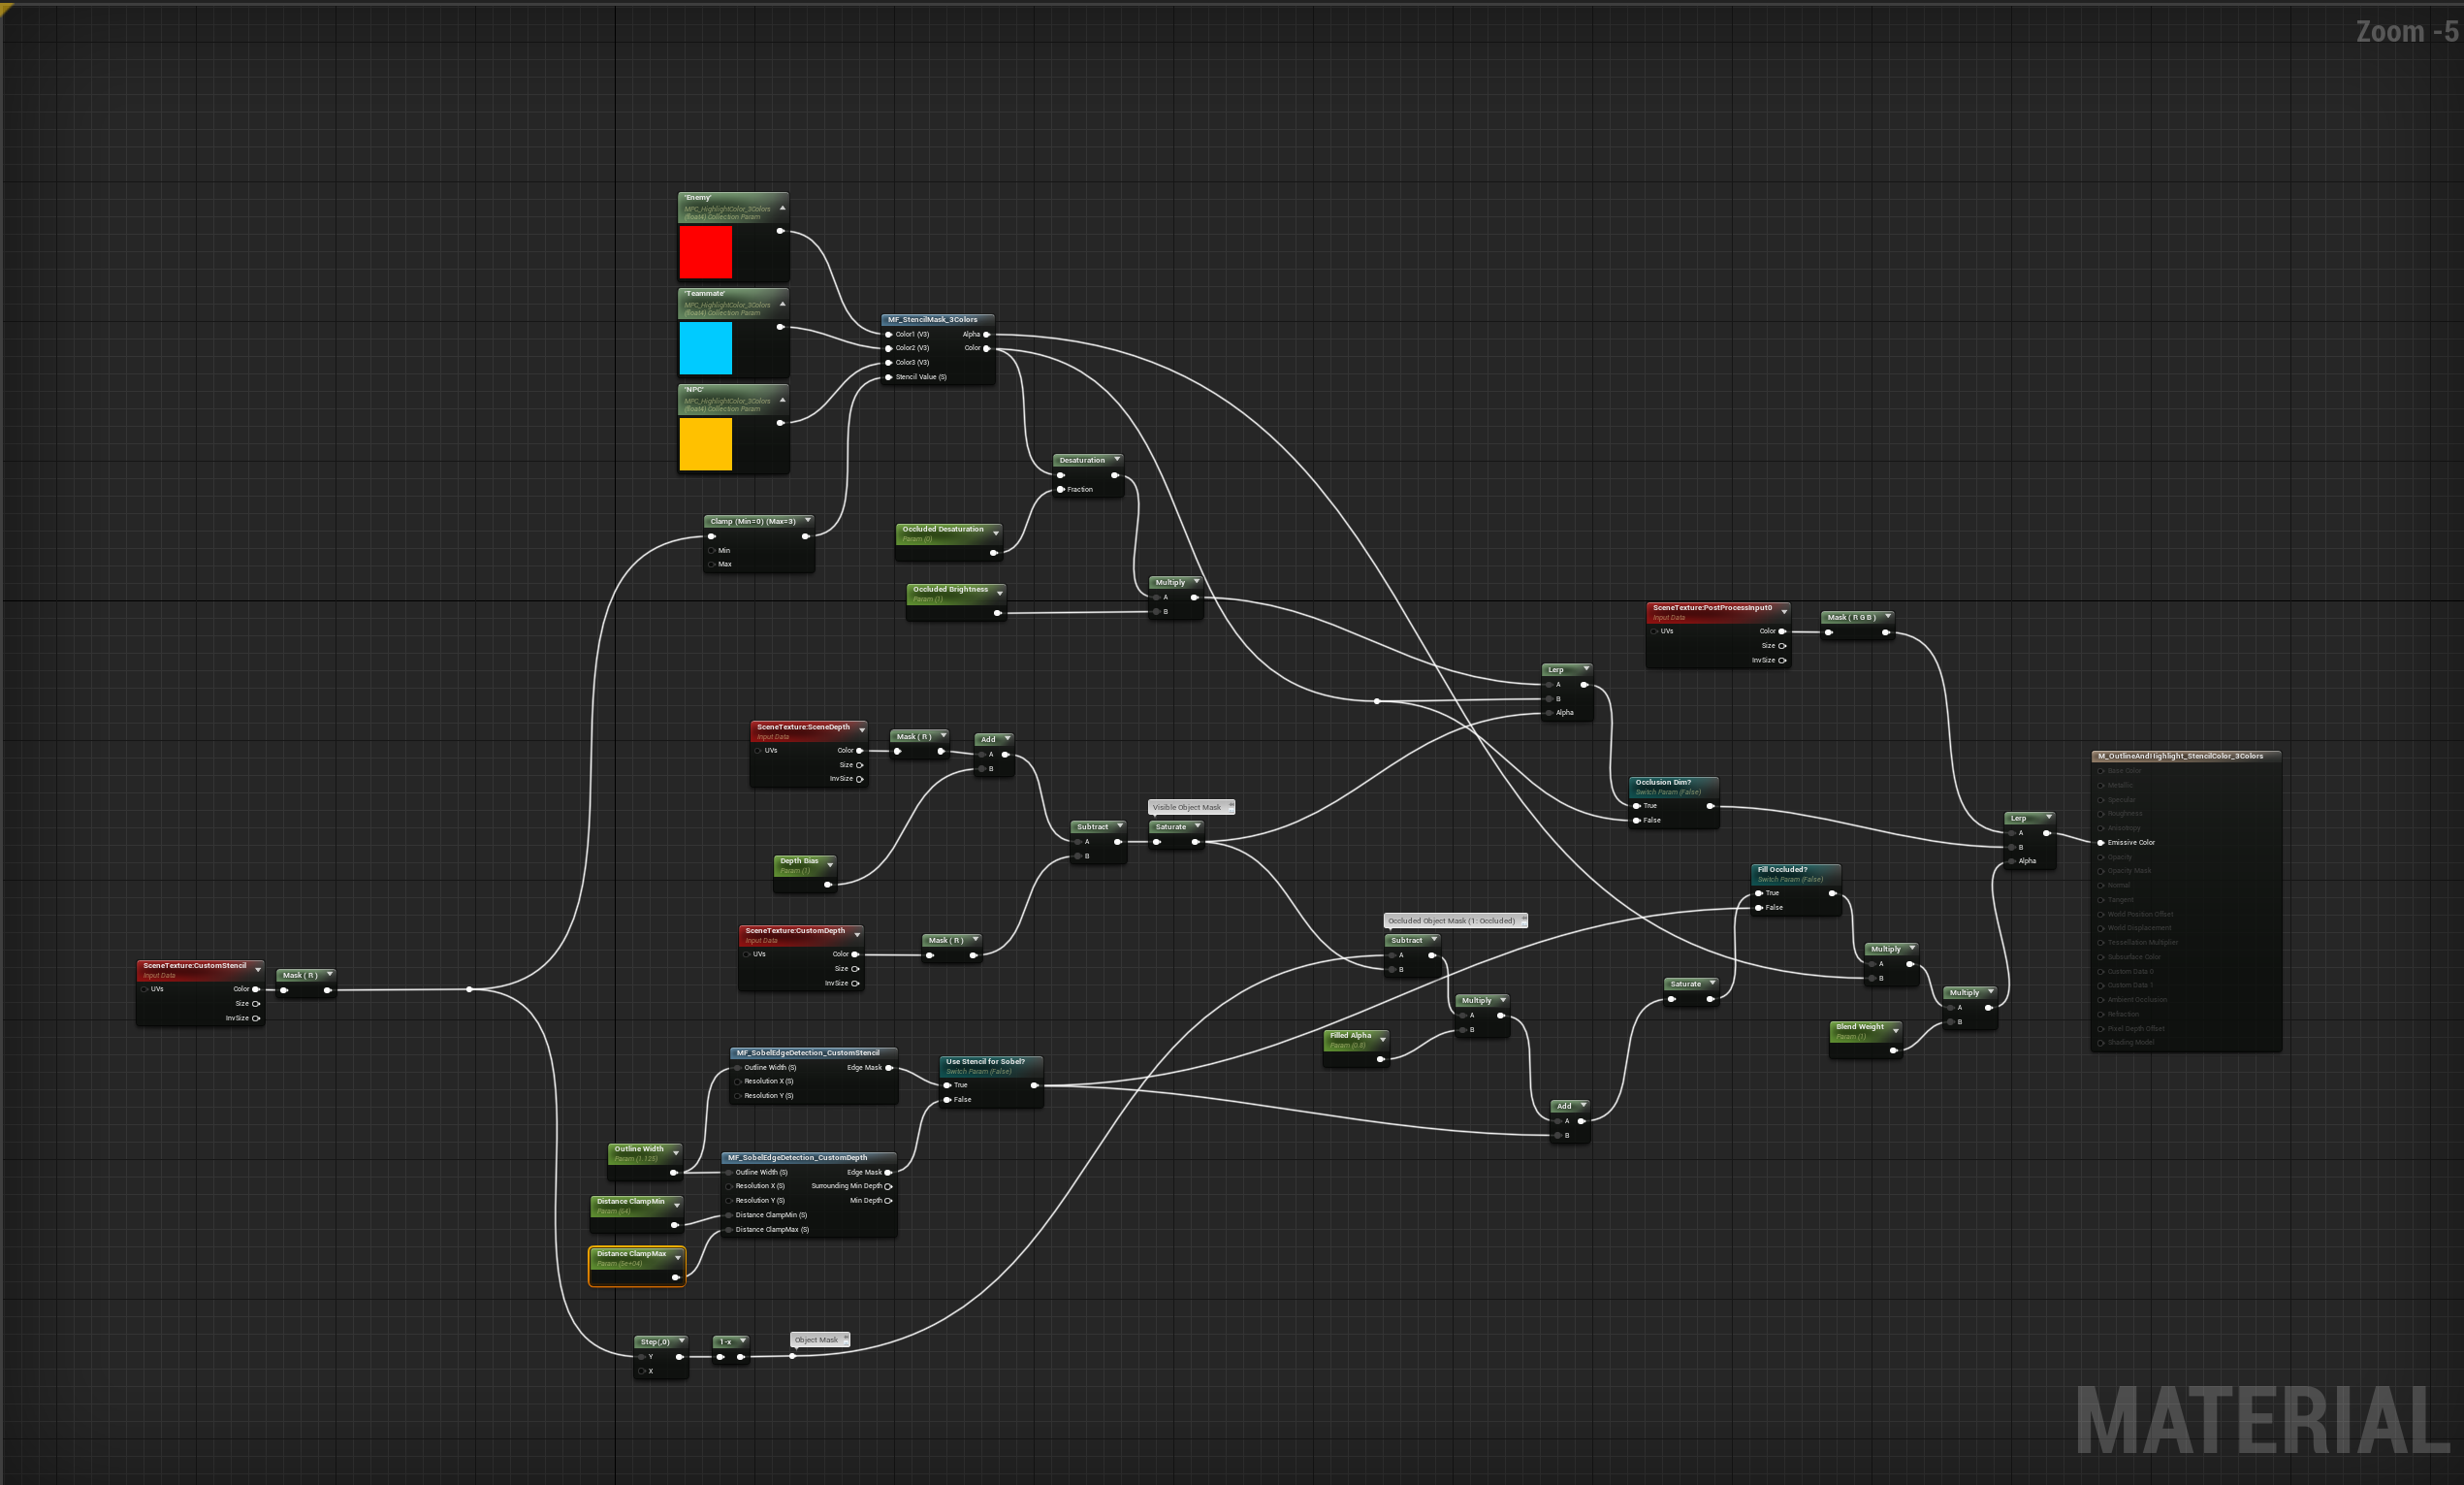 Zoom -5
'Enemy'
MPC_HighlightColor_3Colors
(float4) Collection Param
'Teammate'
MPC_HighlightColor_3Colors
(float4) Collection Param
'NPC'
MPC_HighlightColor_3Colors
(float4) Collection Param
MF_StencilMask_3Colors
Color1 (V3) Alpha
Color2 (V3) Color
Color3 (V3)
Stencil Value (S)
Desaturation
Fraction
Clamp (Min=0) (Max=3)
Min
Max
Occluded Desaturation
Param (0)
Occluded Brightness
Param (1)
Multiply
A
B
SceneTexture:PostProcessInput0
Input Data
UVs Color
Size
InvSize
Mask ( R G B )
Lerp
A
B
Alpha
SceneTexture:SceneDepth
Input Data
UVs Color
Size
InvSize
Mask ( R )
Add
A
B
Visible Object Mask
Subtract
A
B
Saturate
Depth Bias
Param (1)
Occlusion Dim?
Switch Param (False)
True
False
Lerp
A
B
Alpha
M_OutlineAndHighlight_StencilColor_3Colors
Base Color
Metallic
Specular
Roughness
Anisotropy
Emissive Color
Opacity
Opacity Mask
Normal
Tangent
World Position Offset
World Displacement
Tessellation Multiplier
Subsurface Color
Custom Data 0
Custom Data 1
Ambient Occlusion
Refraction
Pixel Depth Offset
Shading Model
Fill Occluded?
Switch Param (False)
True
False
SceneTexture:CustomDepth
Input Data
UVs Color
Size
InvSize
Mask ( R )
Occluded Object Mask (1: Occluded)
Subtract
A
B
Multiply
A
B
Saturate
Multiply
A
B
Multiply
A
B
Filled Alpha
Param (0.6)
Blend Weight
Param (1)
SceneTexture:CustomStencil
Input Data
UVs Color
Size
InvSize
Mask ( R )
MF_SobelEdgeDetection_CustomStencil
Outline Width (S) Edge Mask
Resolution X (S)
Resolution Y (S)
Use Stencil for Sobel?
Switch Param (False)
True
False
Add
A
B
Outline Width
Param (1.125)
MF_SobelEdgeDetection_CustomDepth
Outline Width (S) Edge Mask
Resolution X (S) Surrounding Min Depth
Resolution Y (S) Min Depth
Distance ClampMin (S)
Distance ClampMax (S)
Distance ClampMin
Param (64)
Distance ClampMax
Param (5e+04)
Step(,0)
Y
X
1-x
Object Mask
MATERIAL